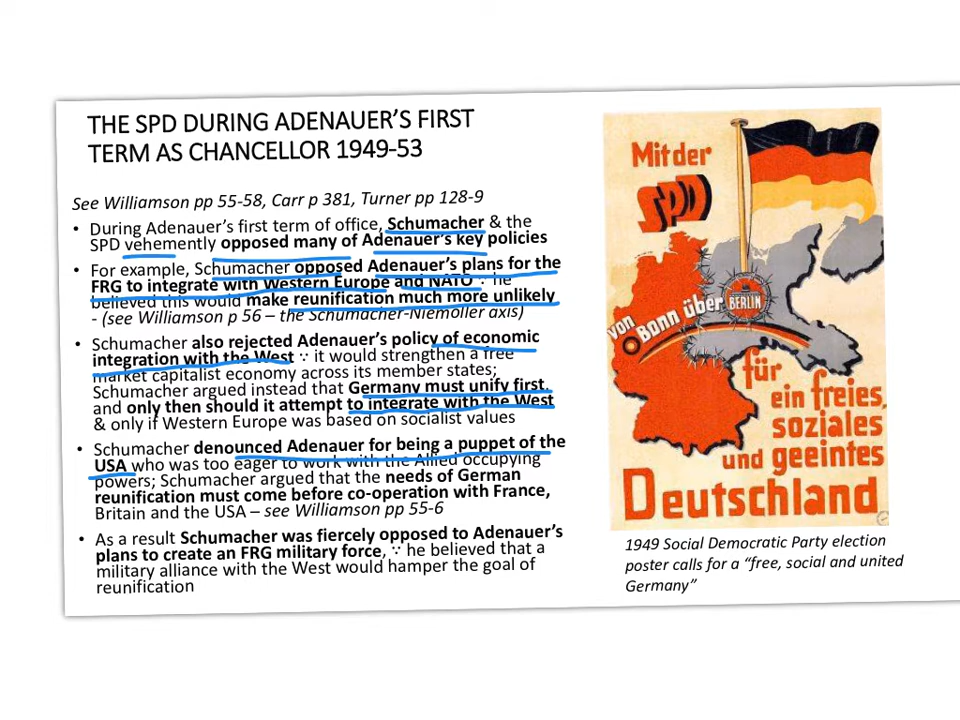 THE SPD DURING ADENAUER'S FIRST
TERM AS CHANCELLOR 1949-53
See Williamson pp 55-58, Carr p 381, Turner pp 128-9
• During Adenauer's first term of office, Schumacher & the
SPD vehemently opposed many of Adenauer's key policies
• For example, Schumacher opposed Adenauer's plans for the
FRG to integrate with Western Europe and NATO ∵ he
believed this would make reunification much more unlikely
- (see Williamson p 56 – the Schumacher-Niemoller axis)
• Schumacher also rejected Adenauer's policy of economic
integration with the West ∵ it would strengthen a free
market capitalist economy across its member states;
Schumacher argued instead that Germany must unify first,
and only then should it attempt to integrate with the West
& only if Western Europe was based on socialist values
• Schumacher denounced Adenauer for being a puppet of the
USA who was too eager to work with the Allied occupying
powers; Schumacher argued that the needs of German
reunification must come before co-operation with France,
Britain and the USA – see Williamson pp 55-6
• As a result Schumacher was fiercely opposed to Adenauer's
plans to create an FRG military force, ∵ he believed that a
military alliance with the West would hamper the goal of
reunification
Mit der
SPD
von Bonn über BERLIN
für
ein freies,
soziales
und geeintes
Deutschland
1949 Social Democratic Party election
poster calls for a "free, social and united
Germany"